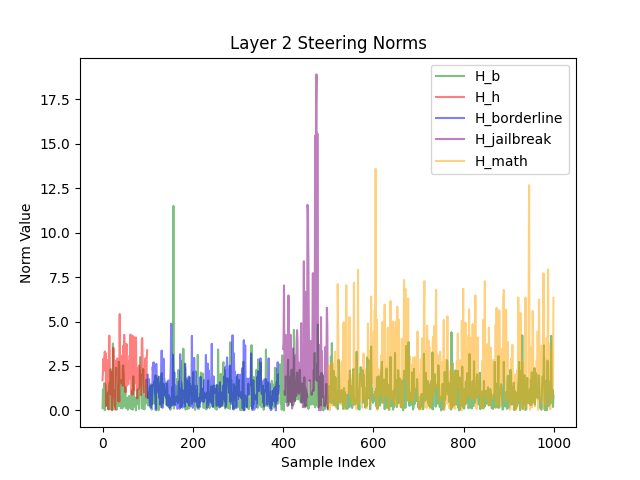 Layer 2 Steering Norms
H_b
H_h
H_borderline
H_jailbreak
H_math
Norm Value
17.5
15.0
12.5
10.0
7.5
5.0
2.5
0.0
0
200
400
600
800
1000
Sample Index